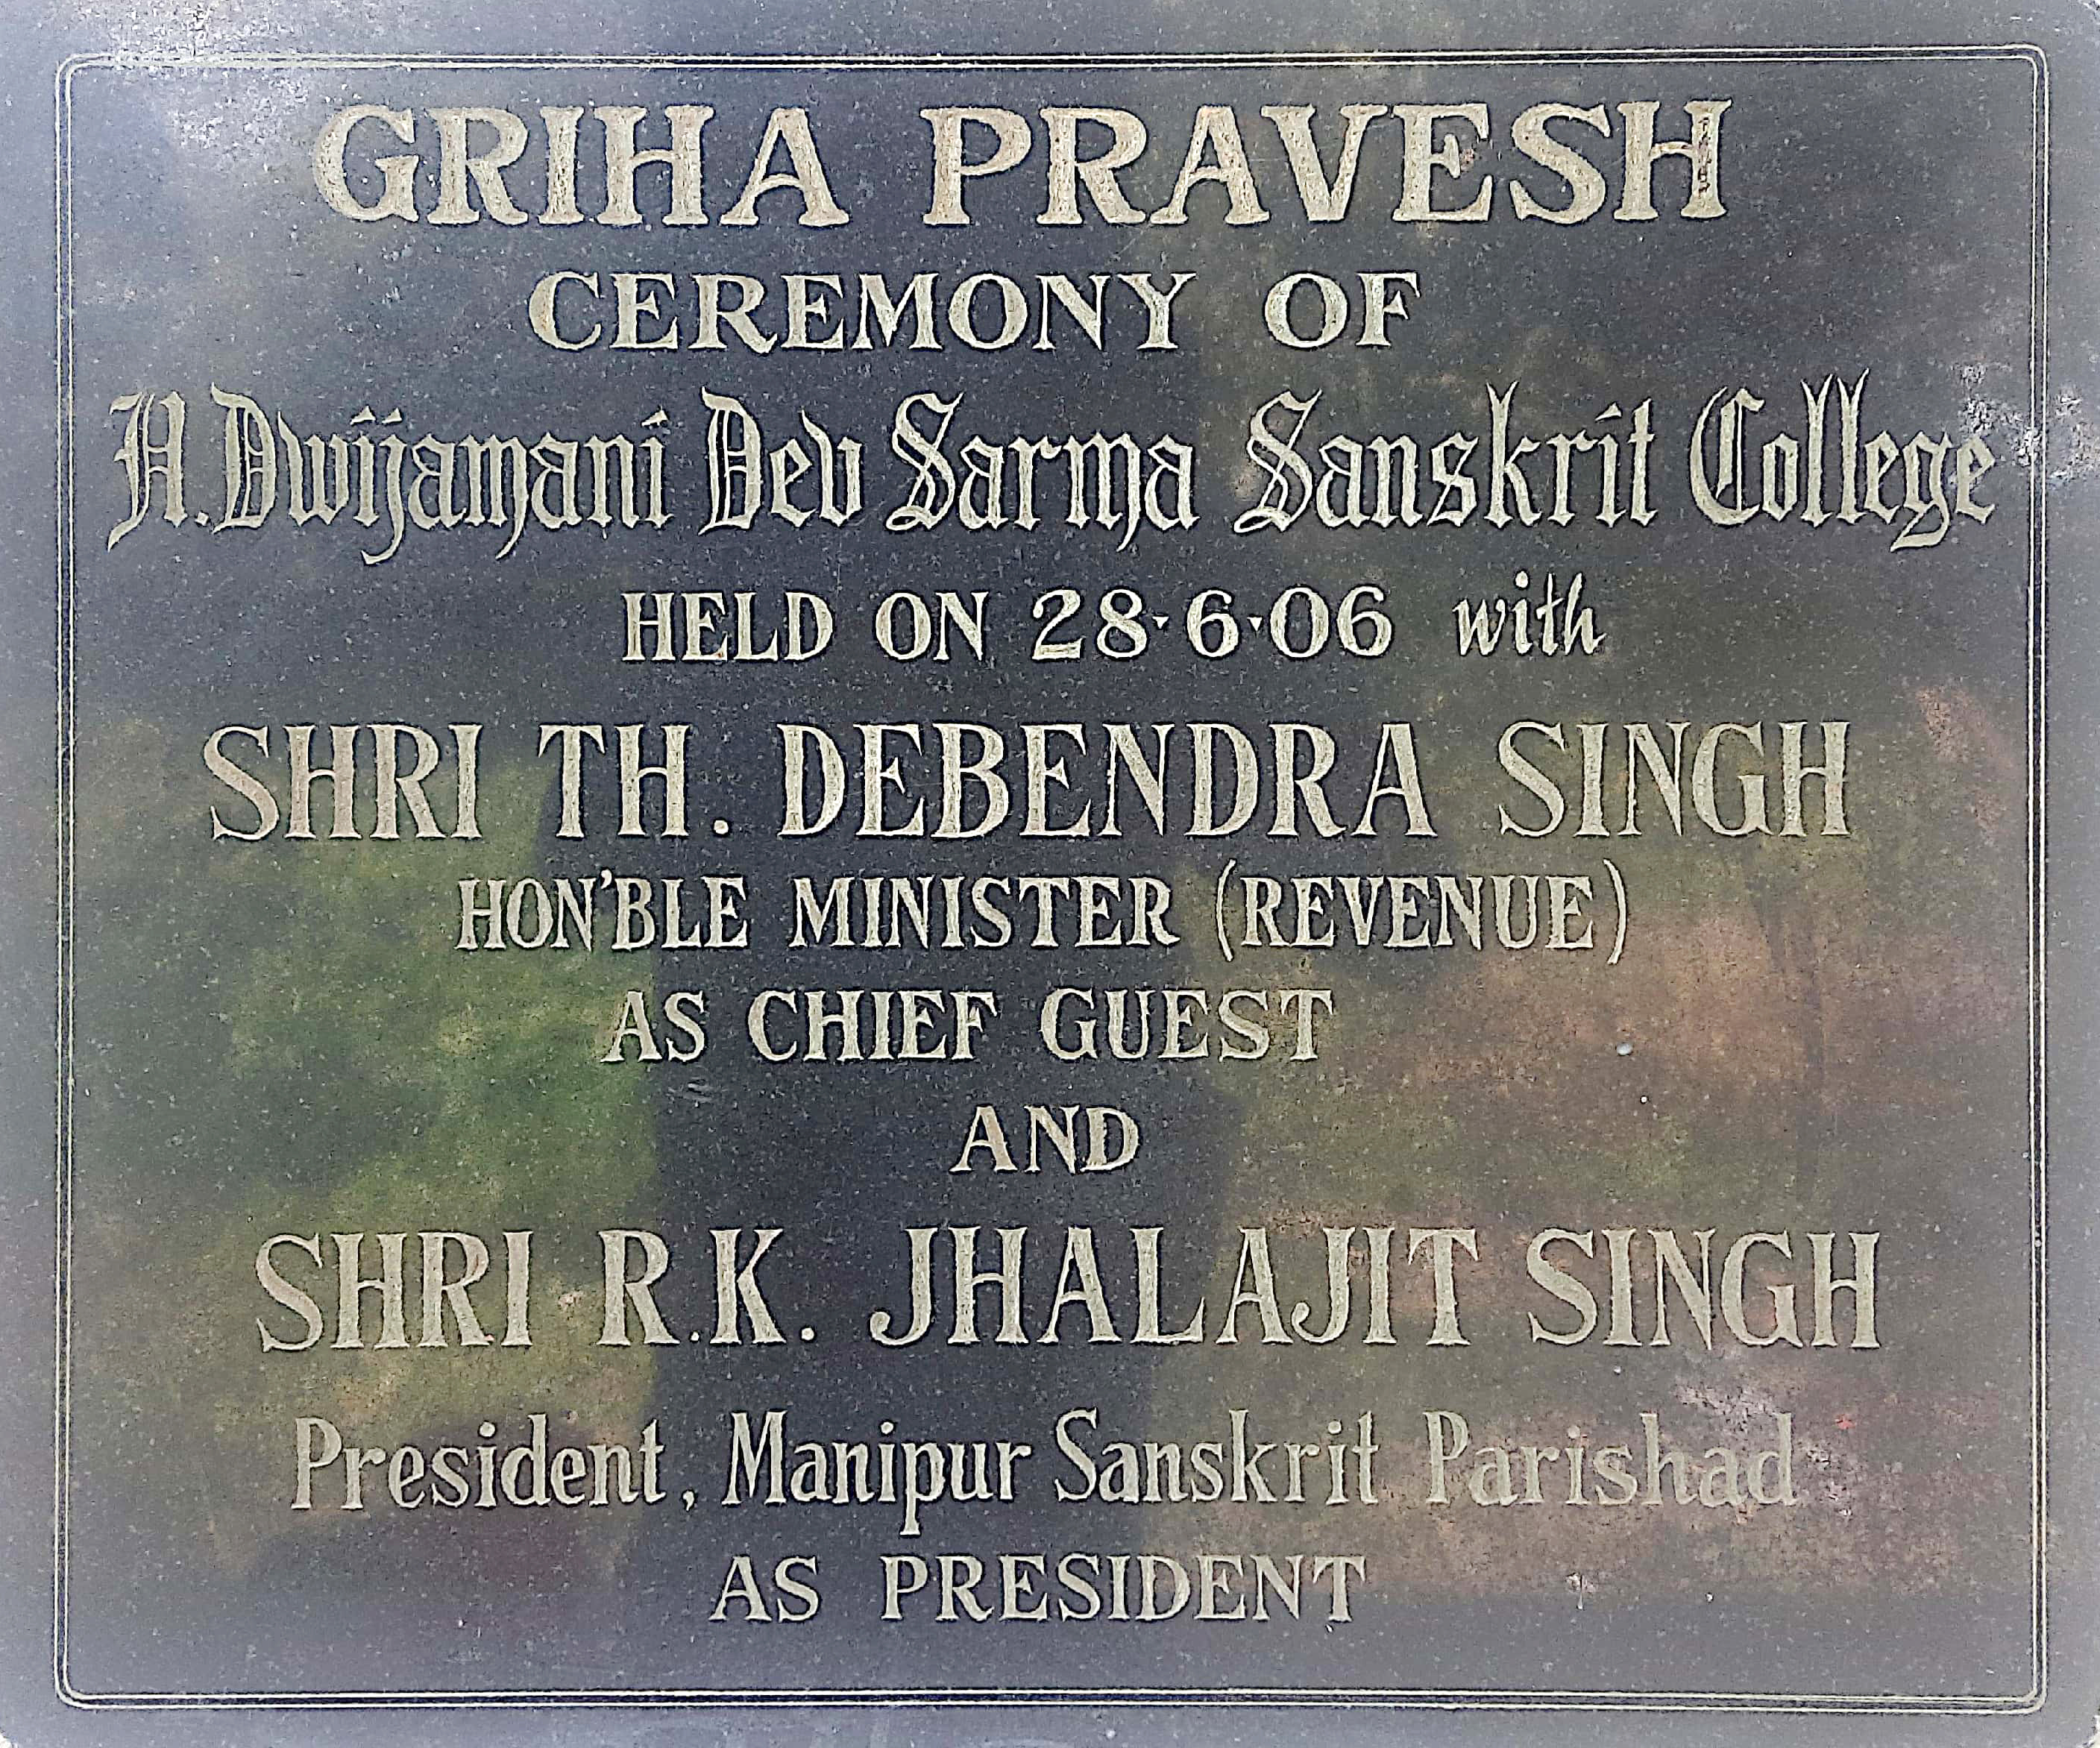 GRIHA PRAVESH
CEREMONY OF
A. Dwijamani Dev Sarma Sanskrit College
HELD ON 28·6·06 with
SHRI TH. DEBENDRA SINGH
HON'BLE MINISTER (REVENUE)
AS CHIEF GUEST
AND
SHRI R.K. JHALAJIT SINGH
President, Manipur Sanskrit Parishad
AS PRESIDENT